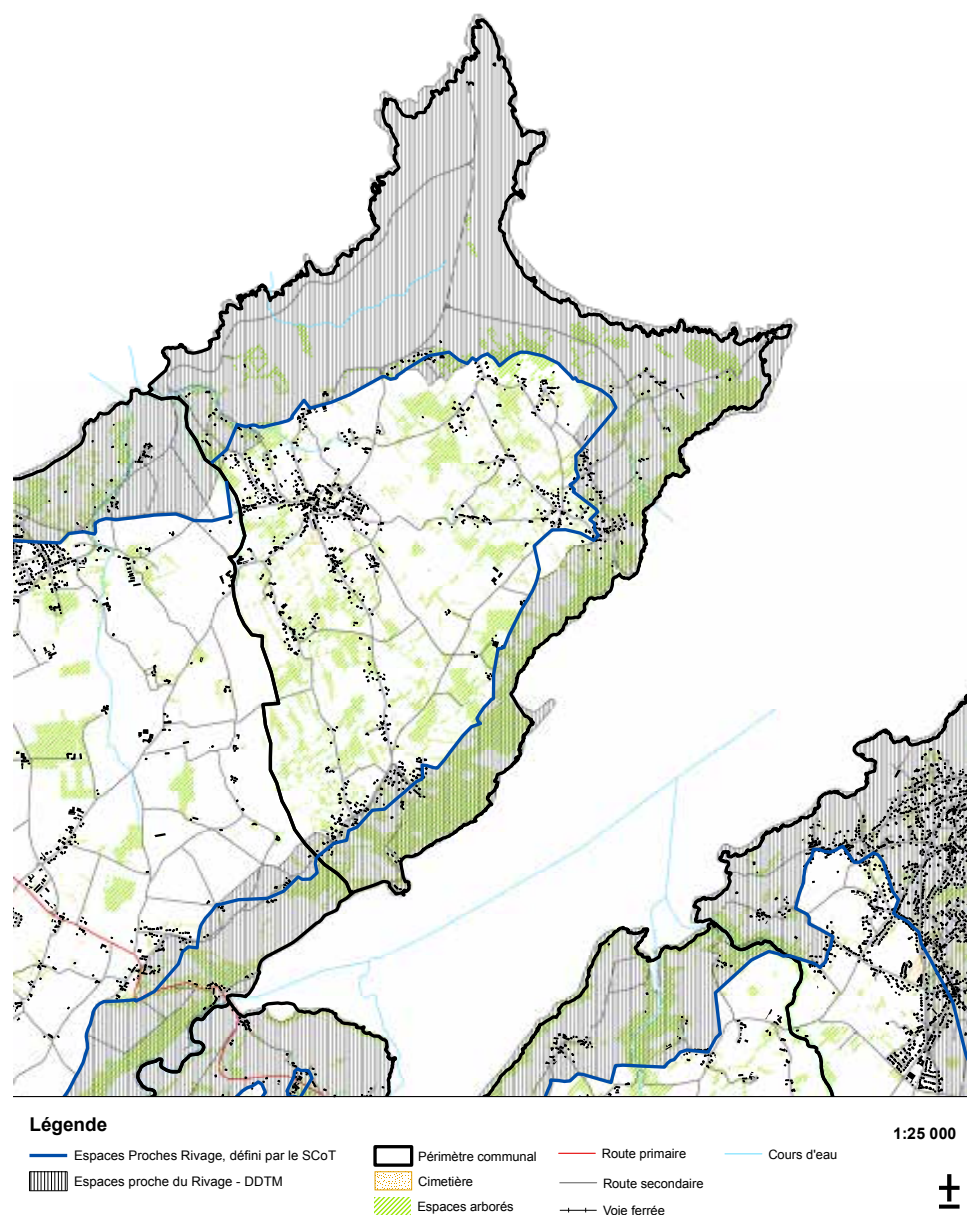 Légende
1:25 000
Espaces Proches Rivage, défini par le SCoT
Espaces proche du Rivage - DDTM
Périmètre communal
Cimetière
Espaces arborés
Route primaire
Route secondaire
Voie ferrée
Cours d'eau